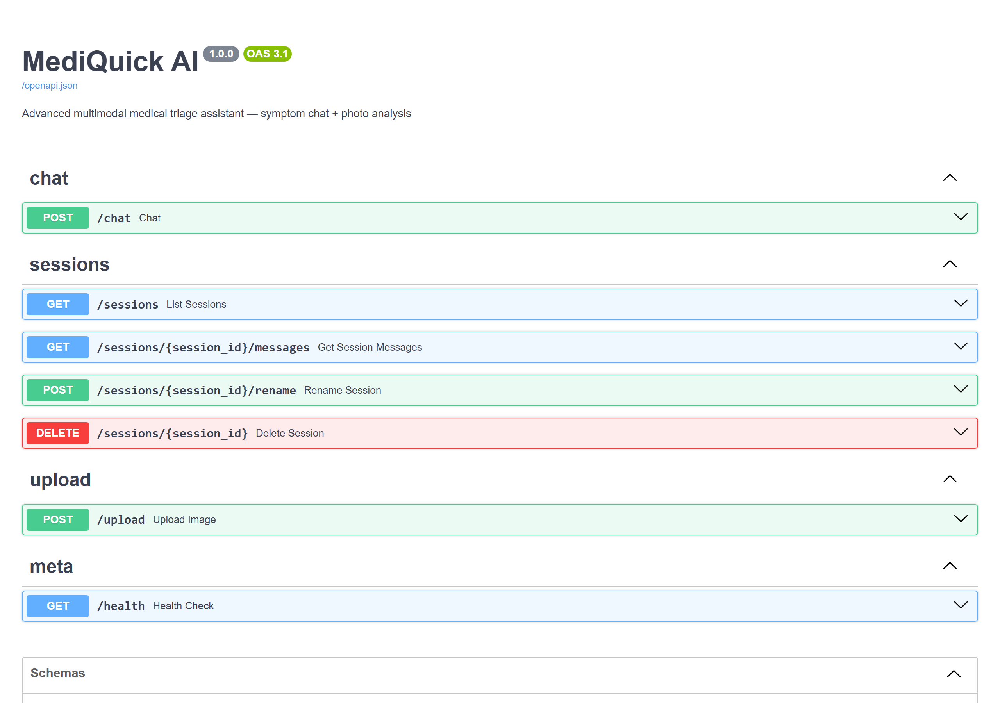 MediQuick AI 1.0.0 OAS 3.1
/openapi.json
Advanced multimodal medical triage assistant — symptom chat + photo analysis
chat
POST /chat Chat
sessions
GET /sessions List Sessions
GET /sessions/{session_id}/messages Get Session Messages
POST /sessions/{session_id}/rename Rename Session
DELETE /sessions/{session_id} Delete Session
upload
POST /upload Upload Image
meta
GET /health Health Check
Schemas